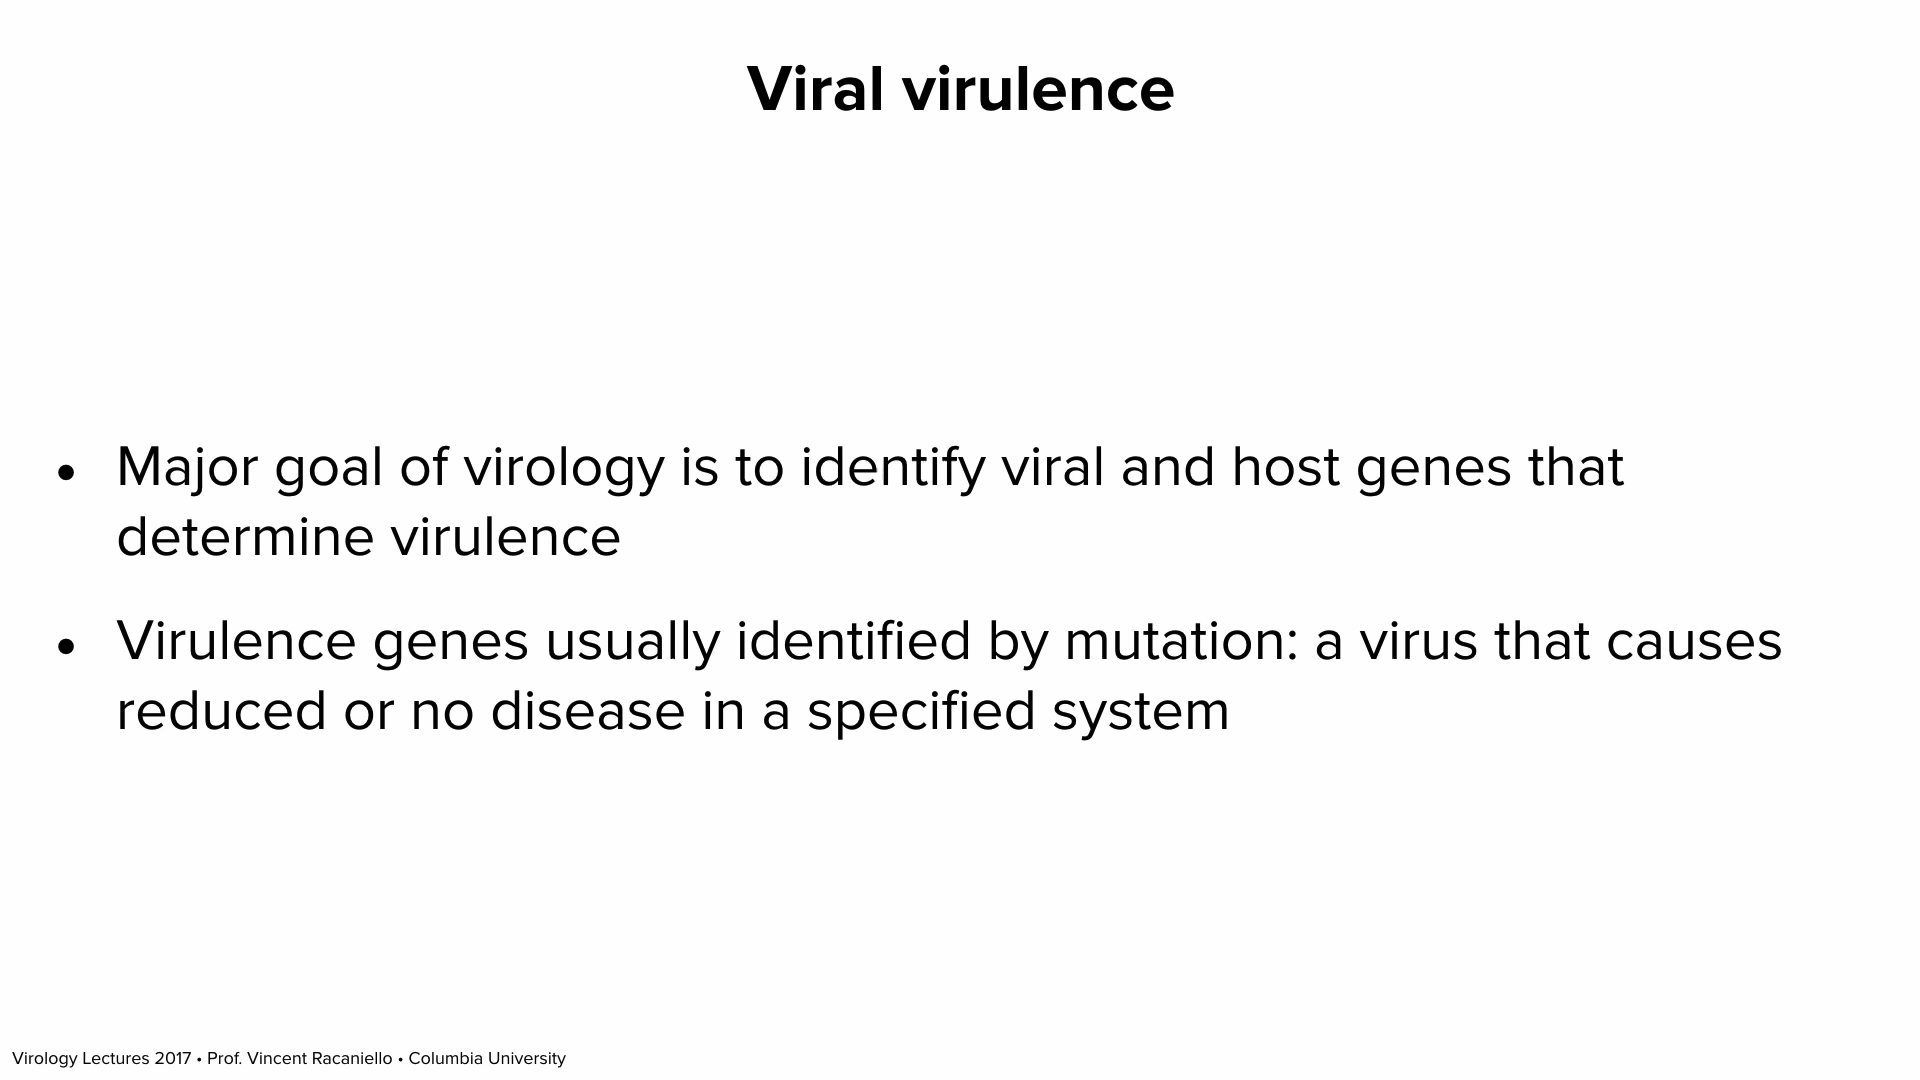 Viral virulence
• Major goal of virology is to identify viral and host genes that
determine virulence
• Virulence genes usually identified by mutation: a virus that causes
reduced or no disease in a specified system
Virology Lectures 2017 • Prof. Vincent Racaniello • Columbia University